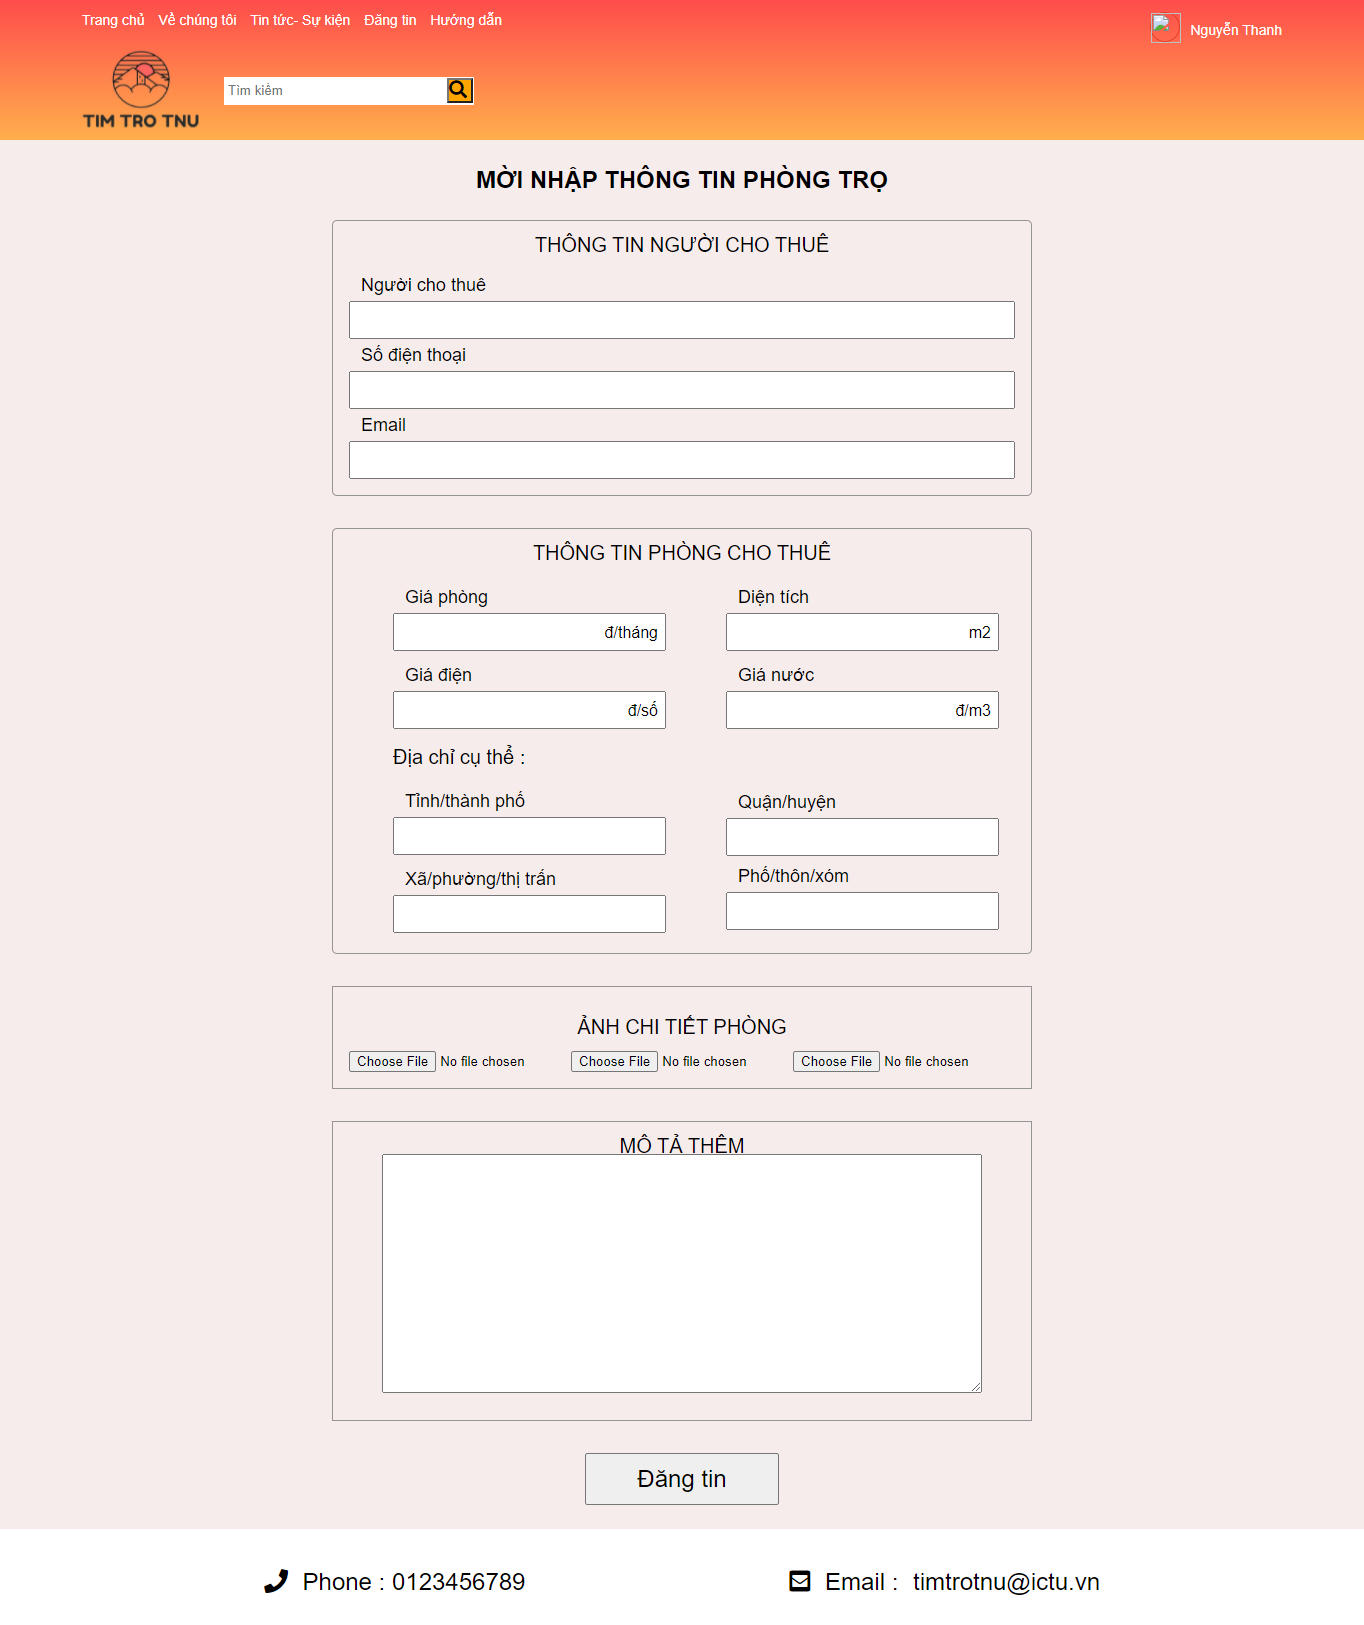 Trang chủ Về chúng tôi Tin tức- Sự kiện Đăng tin Hướng dẫn
Nguyễn Thanh
TIM TRO TNU
Tìm kiếm
MỜI NHẬP THÔNG TIN PHÒNG TRỌ
THÔNG TIN NGƯỜI CHO THUÊ
Người cho thuê
Số điện thoại
Email
THÔNG TIN PHÒNG CHO THUÊ
Giá phòng Diện tích
đ/tháng m2
Giá điện Giá nước
đ/số đ/m3
Địa chỉ cụ thể :
Tỉnh/thành phố Quận/huyện
Xã/phường/thị trấn Phố/thôn/xóm
ẢNH CHI TIẾT PHÒNG
Choose File No file chosen Choose File No file chosen Choose File No file chosen
MÔ TẢ THÊM
Đăng tin
Phone : 0123456789 Email : timtrotnu@ictu.vn